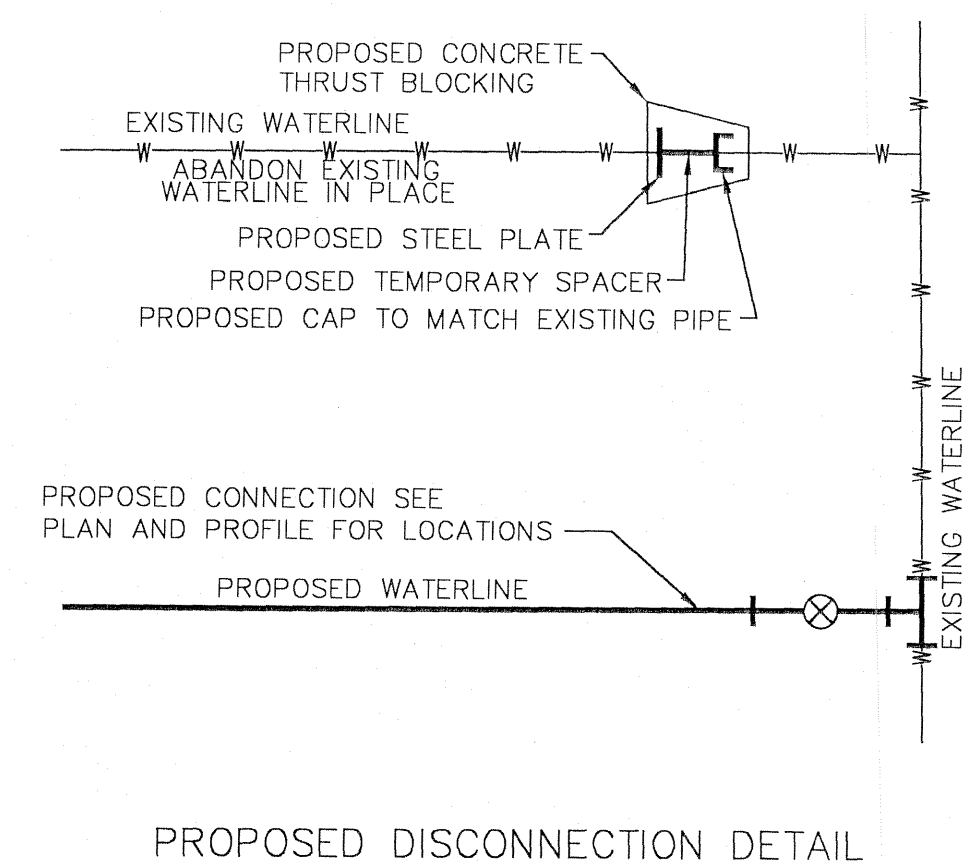 PROPOSED CONCRETE
THRUST BLOCKING
EXISTING WATERLINE
W W W W W W W W
ABANDON EXISTING
WATERLINE IN PLACE
PROPOSED STEEL PLATE
PROPOSED TEMPORARY SPACER
PROPOSED CAP TO MATCH EXISTING PIPE
W
W
W
W
W
W
W
EXISTING WATERLINE
PROPOSED CONNECTION SEE
PLAN AND PROFILE FOR LOCATIONS
PROPOSED WATERLINE
PROPOSED DISCONNECTION DETAIL